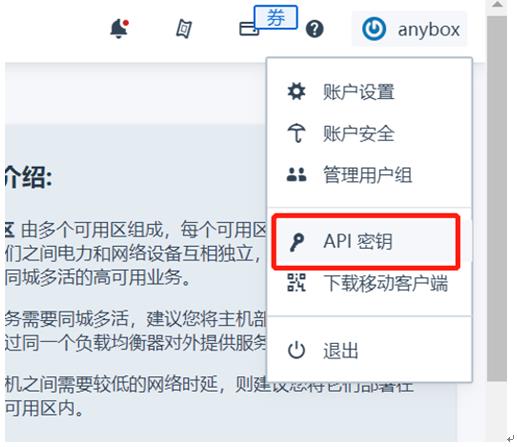 券
anybox
账户设置
账户安全
管理用户组
API 密钥
下载移动客户端
退出
介绍:
区 由多个可用区组成，每个可用区
们之间电力和网络设备互相独立，
同城多活的高可用业务。
务需要同城多活，建议您将主机部
过同一个负载均衡器对外提供服务
机之间需要较低的网络时延，则建议您将它们部署在
可用区内。